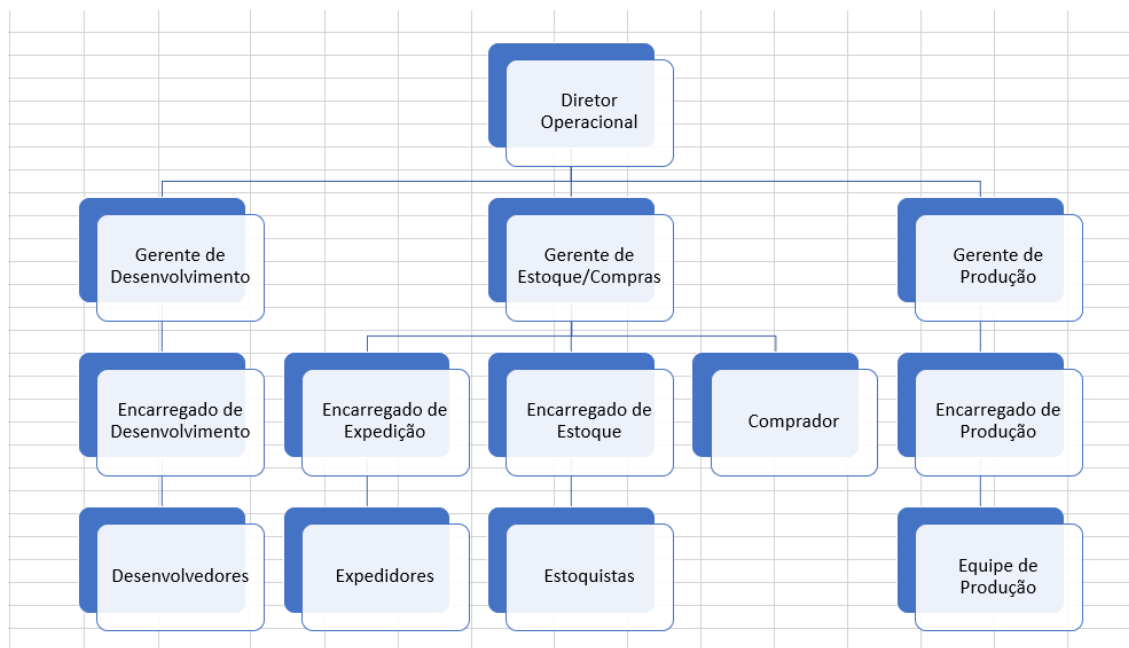 Diretor
Operacional
Gerente de
Desenvolvimento
Gerente de
Estoque/Compras
Gerente de
Produção
Encarregado de
Desenvolvimento
Encarregado de
Expedição
Encarregado de
Estoque
Comprador
Encarregado de
Produção
Desenvolvedores
Expedidores
Estoquistas
Equipe de
Produção